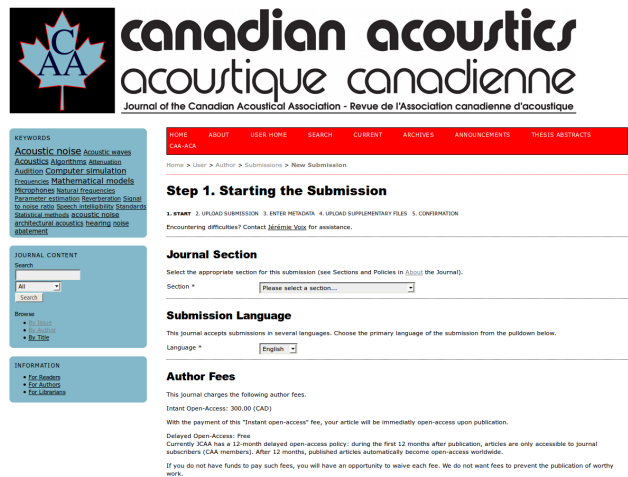 CAA
canadian acoustics
acoustique canadienne
Journal of the Canadian Acoustical Association - Revue de l'Association canadienne d'acoustique
KEYWORDS
Acoustic noise Acoustic waves
Acoustics Algorithms Attenuation
Audition Computer simulation
Frequencies Mathematical models
Microphones Natural frequencies
Parameter estimation Reverberation Signal
to noise ratio Speech intelligibility Standards
Statistical methods acoustic noise
architectural acoustics hearing noise
abatement
JOURNAL CONTENT
Search
All
Search
Browse
By Issue
By Author
By Title
INFORMATION
For Readers
For Authors
For Librarians
HOME ABOUT USER HOME SEARCH CURRENT ARCHIVES ANNOUNCEMENTS THESIS ABSTRACTS
CAA-ACA
Home > User > Author > Submissions > New Submission
Step 1. Starting the Submission
1. START 2. UPLOAD SUBMISSION 3. ENTER METADATA 4. UPLOAD SUPPLEMENTARY FILES 5. CONFIRMATION
Encountering difficulties? Contact Jérémie Voix for assistance.
Journal Section
Select the appropriate section for this submission (see Sections and Policies in About the Journal).
Section * Please select a section...
Submission Language
This journal accepts submissions in several languages. Choose the primary language of the submission from the pulldown below.
Language * English
Author Fees
This journal charges the following author fees.
Intant Open-Access: 300.00 (CAD)
With the payment of this "Instant open-access" fee, your article will be immediatly open-access upon publication.
Delayed Open-Access: Free
Currently JCAA has a 12-month delayed open-access policy: during the first 12 months after publication, articles are only accessible to journal
subscribers (CAA members). After 12 months, published articles automatically become open-access worldwide.
If you do not have funds to pay such fees, you will have an opportunity to waive each fee. We do not want fees to prevent the publication of worthy
work.